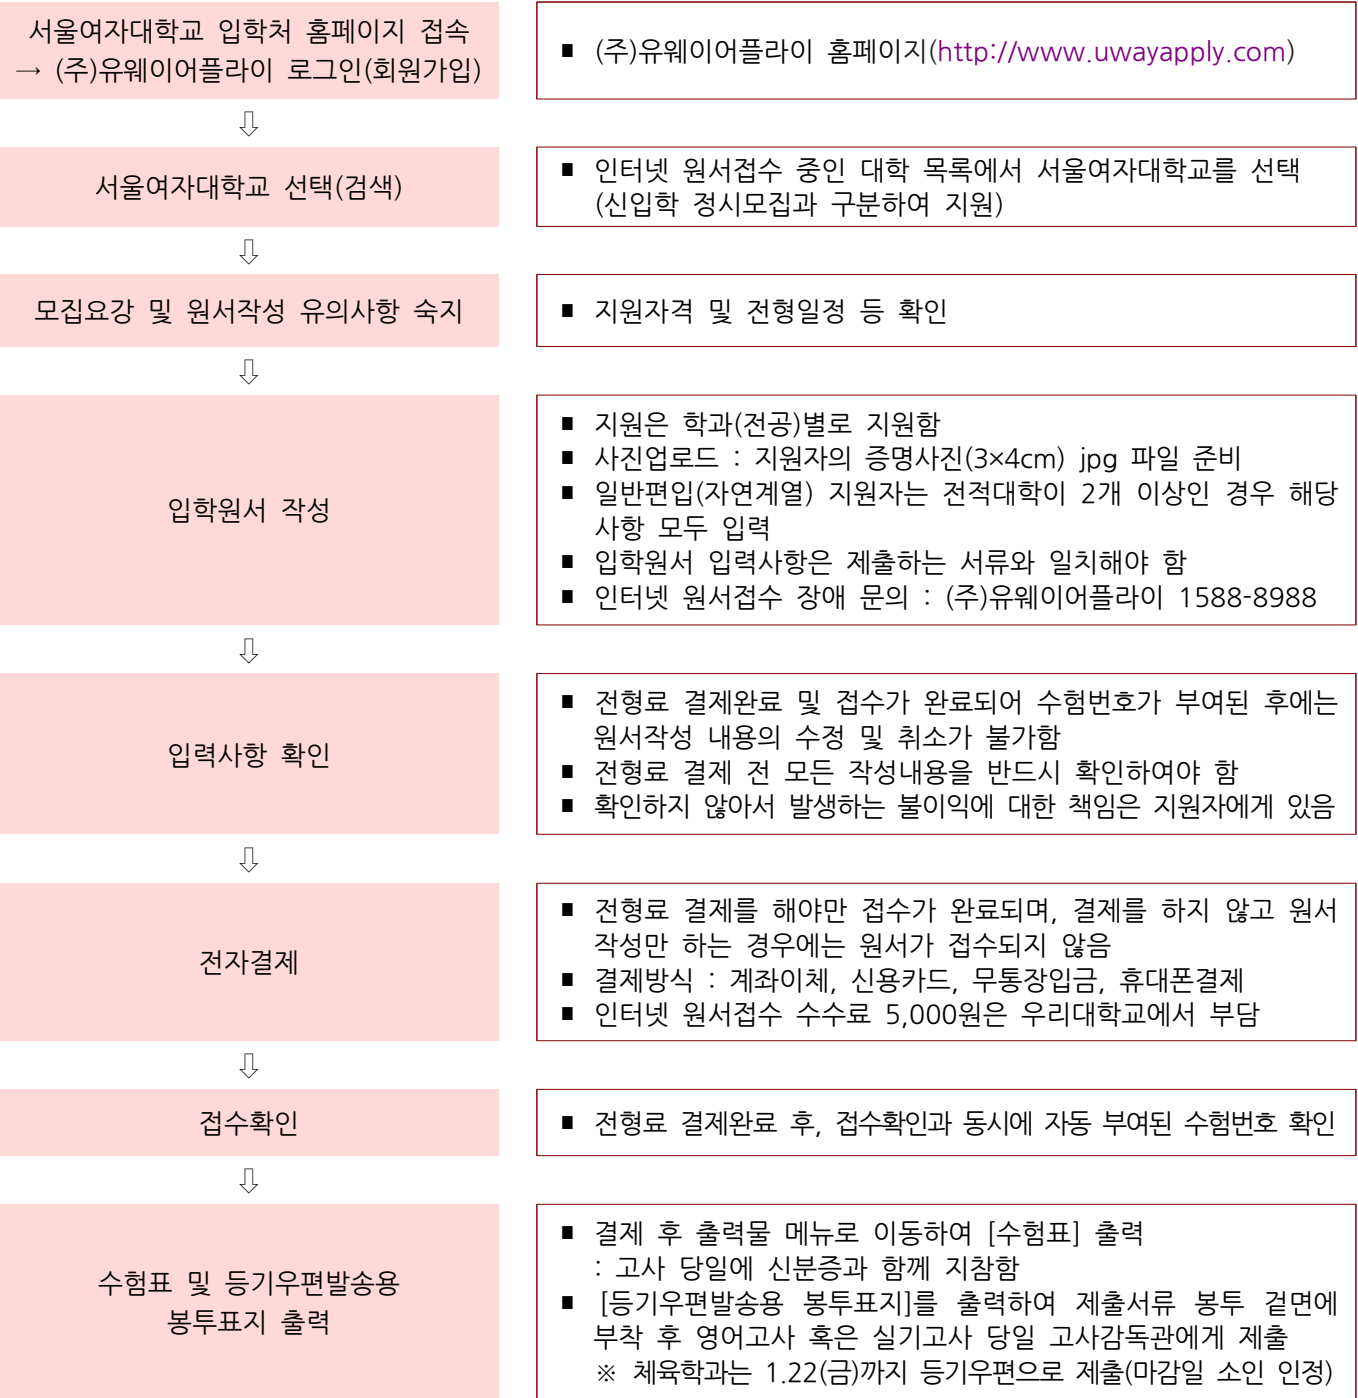 서울여자대학교 입학처 홈페이지 접속
→ (주)유웨이어플라이 로그인(회원가입)
■ (주)유웨이어플라이 홈페이지(http://www.uwayapply.com)
⇩
서울여자대학교 선택(검색)
■ 인터넷 원서접수 중인 대학 목록에서 서울여자대학교를 선택
(신입학 정시모집과 구분하여 지원)
⇩
모집요강 및 원서작성 유의사항 숙지
■ 지원자격 및 전형일정 등 확인
⇩
입학원서 작성
■ 지원은 학과(전공)별로 지원함
■ 사진업로드 : 지원자의 증명사진(3×4cm) jpg 파일 준비
■ 일반편입(자연계열) 지원자는 전적대학이 2개 이상인 경우 해당
사항 모두 입력
■ 입학원서 입력사항은 제출하는 서류와 일치해야 함
■ 인터넷 원서접수 장애 문의 : (주)유웨이어플라이 1588-8988
⇩
입력사항 확인
■ 전형료 결제완료 및 접수가 완료되어 수험번호가 부여된 후에는
원서작성 내용의 수정 및 취소가 불가함
■ 전형료 결제 전 모든 작성내용을 반드시 확인하여야 함
■ 확인하지 않아서 발생하는 불이익에 대한 책임은 지원자에게 있음
⇩
전자결제
■ 전형료 결제를 해야만 접수가 완료되며, 결제를 하지 않고 원서
작성만 하는 경우에는 원서가 접수되지 않음
■ 결제방식 : 계좌이체, 신용카드, 무통장입금, 휴대폰결제
■ 인터넷 원서접수 수수료 5,000원은 우리대학교에서 부담
⇩
접수확인
■ 전형료 결제완료 후, 접수확인과 동시에 자동 부여된 수험번호 확인
⇩
수험표 및 등기우편발송용
봉투표지 출력
■ 결제 후 출력물 메뉴로 이동하여 [수험표] 출력
: 고사 당일에 신분증과 함께 지참함
■ [등기우편발송용 봉투표지]를 출력하여 제출서류 봉투 겉면에
부착 후 영어고사 혹은 실기고사 당일 고사감독관에게 제출
※ 체육학과는 1.22(금)까지 등기우편으로 제출(마감일 소인 인정)